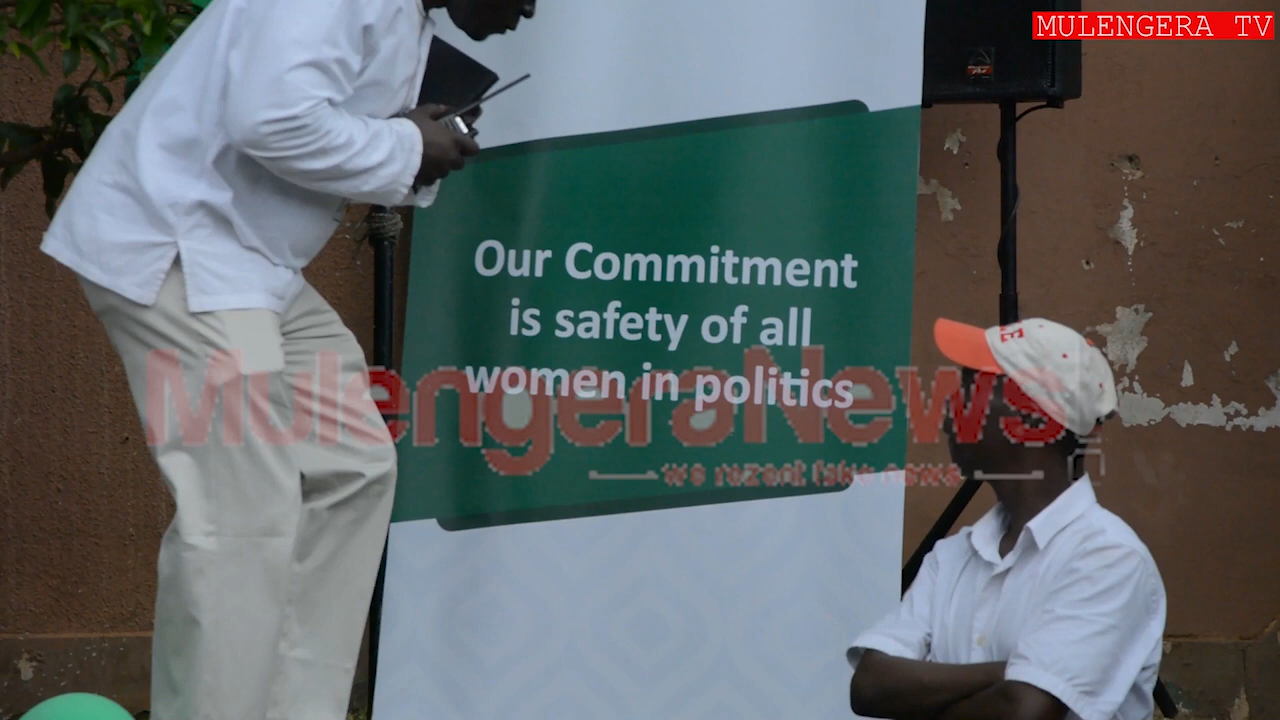 MULENGERA TV
Our Commitment
is safety of all
women in politics
MulengeraNews